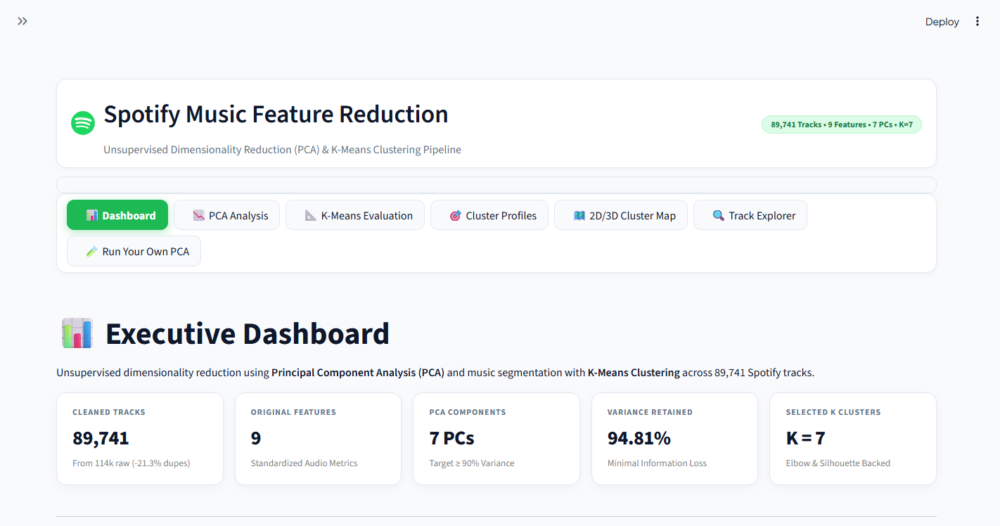 Deploy
Spotify Music Feature Reduction
89,741 Tracks • 9 Features • 7 PCs • K=7
Unsupervised Dimensionality Reduction (PCA) & K-Means Clustering Pipeline
Dashboard
PCA Analysis
K-Means Evaluation
Cluster Profiles
2D/3D Cluster Map
Track Explorer
Run Your Own PCA
Executive Dashboard
Unsupervised dimensionality reduction using Principal Component Analysis (PCA) and music segmentation with K-Means Clustering across 89,741 Spotify tracks.
CLEANED TRACKS
89,741
From 114k raw (-21.3% dupes)
ORIGINAL FEATURES
9
Standardized Audio Metrics
PCA COMPONENTS
7 PCs
Target ≥ 90% Variance
VARIANCE RETAINED
94.81%
Minimal Information Loss
SELECTED K CLUSTERS
K = 7
Elbow & Silhouette Backed